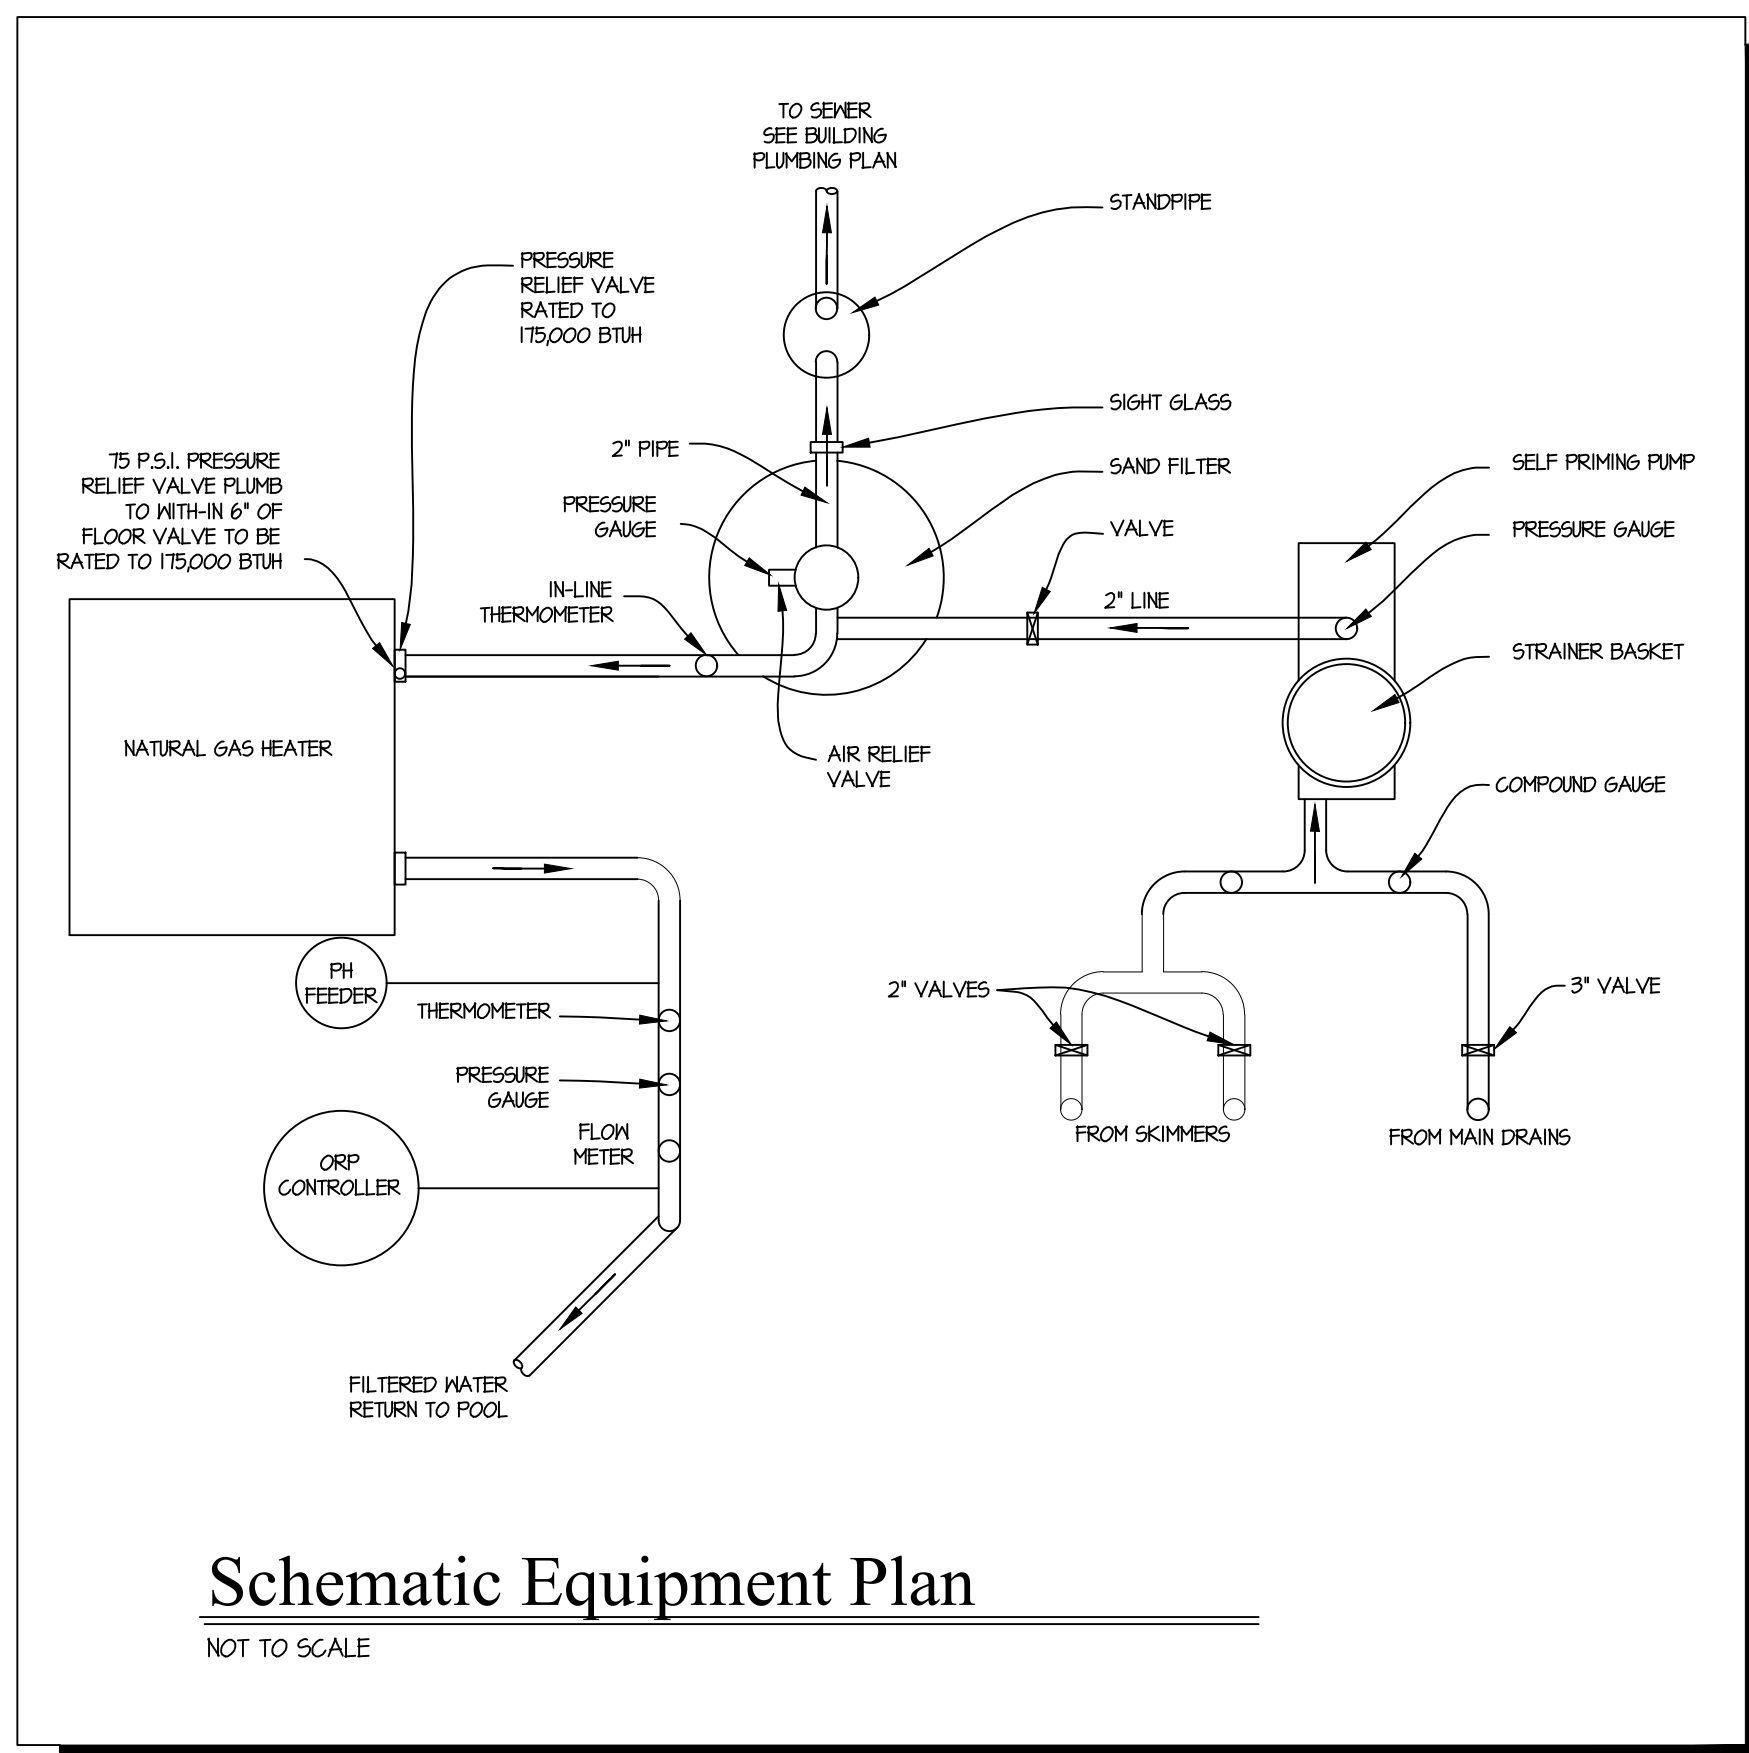 TO SEWER
SEE BUILDING
PLUMBING PLAN
STANDPIPE
PRESSURE
RELIEF VALVE
RATED TO
175,000 BTUH
SIGHT GLASS
2" PIPE
SAND FILTER
75 P.S.I. PRESSURE
RELIEF VALVE PLUMB
TO WITH-IN 6" OF
FLOOR VALVE TO BE
RATED TO 175,000 BTUH
PRESSURE
GAUGE
SELF PRIMING PUMP
VALVE
PRESSURE GAUGE
IN-LINE
THERMOMETER
2" LINE
STRAINER BASKET
NATURAL GAS HEATER
AIR RELIEF
VALVE
COMPOUND GAUGE
PH
FEEDER
THERMOMETER
2" VALVES
3" VALVE
PRESSURE
GAUGE
FLOW
METER
FROM SKIMMERS
FROM MAIN DRAINS
ORP
CONTROLLER
FILTERED WATER
RETURN TO POOL
Schematic Equipment Plan
NOT TO SCALE